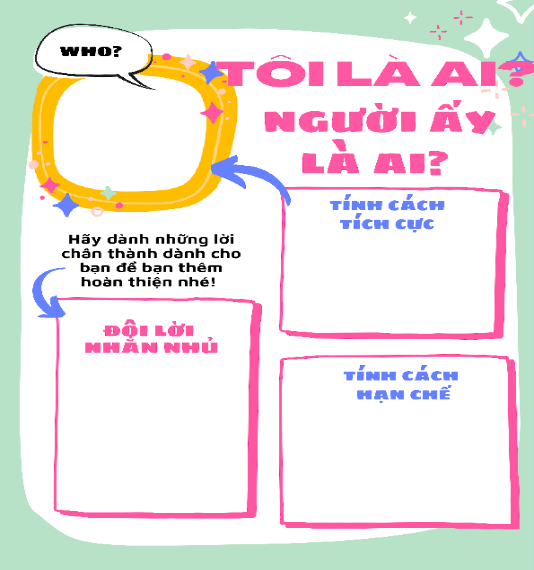 WHO?
TÔI LÀ AI?
NGƯỜI ẤY
LÀ AI?
TÍNH CÁCH
TÍCH CỰC
Hãy dành những lời
chân thành dành cho
bạn để bạn thêm
hoàn thiện nhé!
ĐÔI LỜI
NHẮN NHỦ
TÍNH CÁCH
HẠN CHẾ